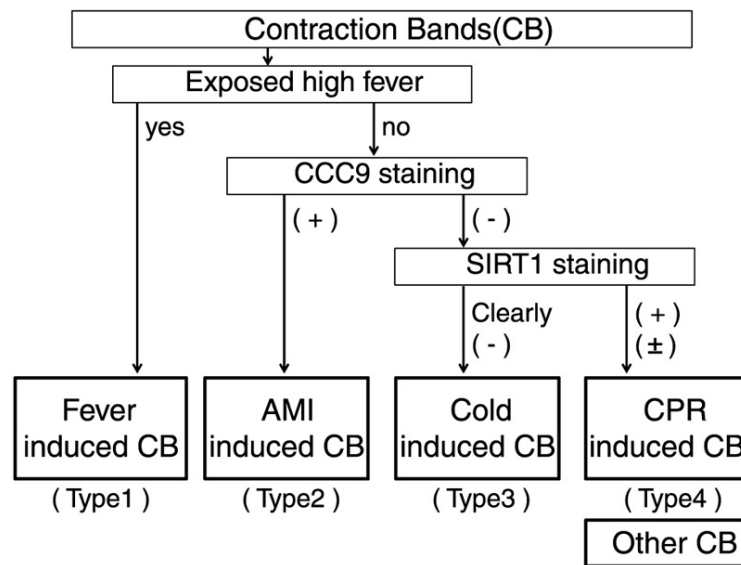 Contraction Bands(CB)
Exposed high fever
yes
no
CCC9 staining
( + )
( - )
SIRT1 staining
Clearly
( - )
( + )
( ± )
Fever
induced CB
( Type1 )
AMI
induced CB
( Type2 )
Cold
induced CB
( Type3 )
CPR
induced CB
( Type4 )
Other CB